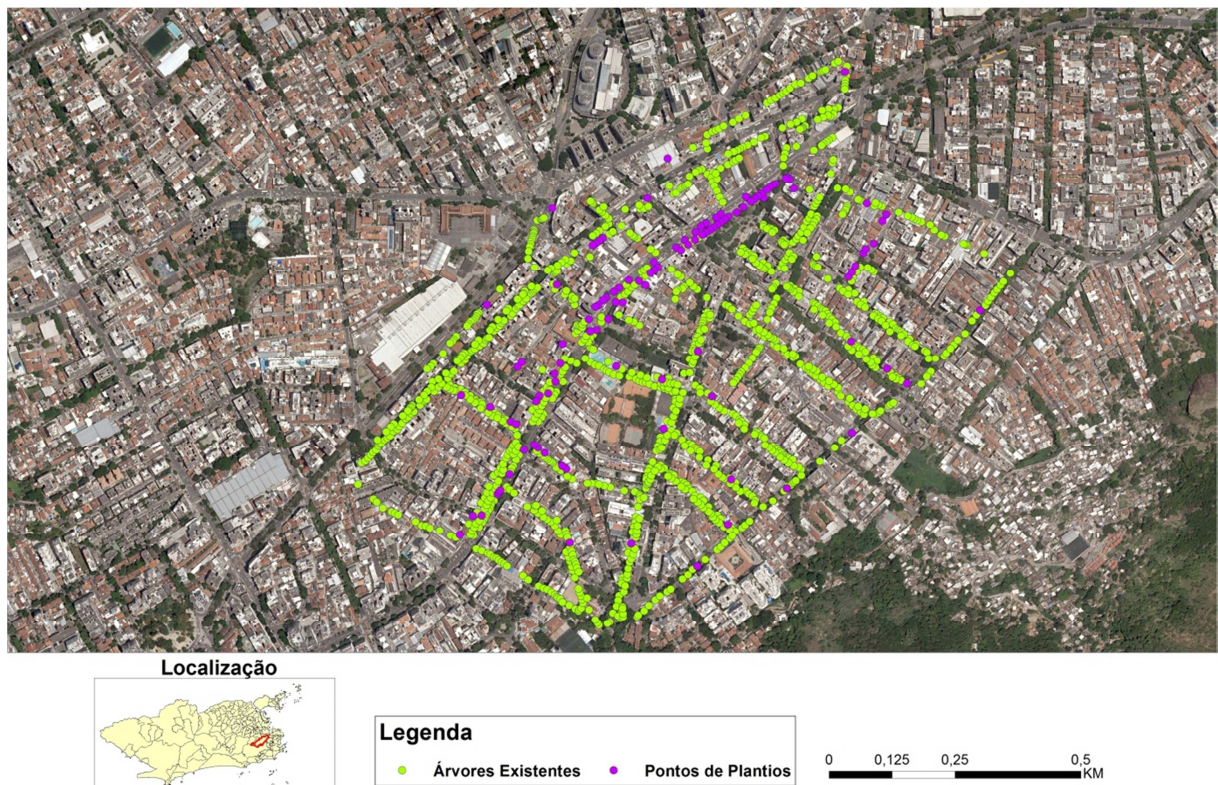 Localização
Legenda
Árvores Existentes
Pontos de Plantios
0 0,125 0,25 0,5
KM